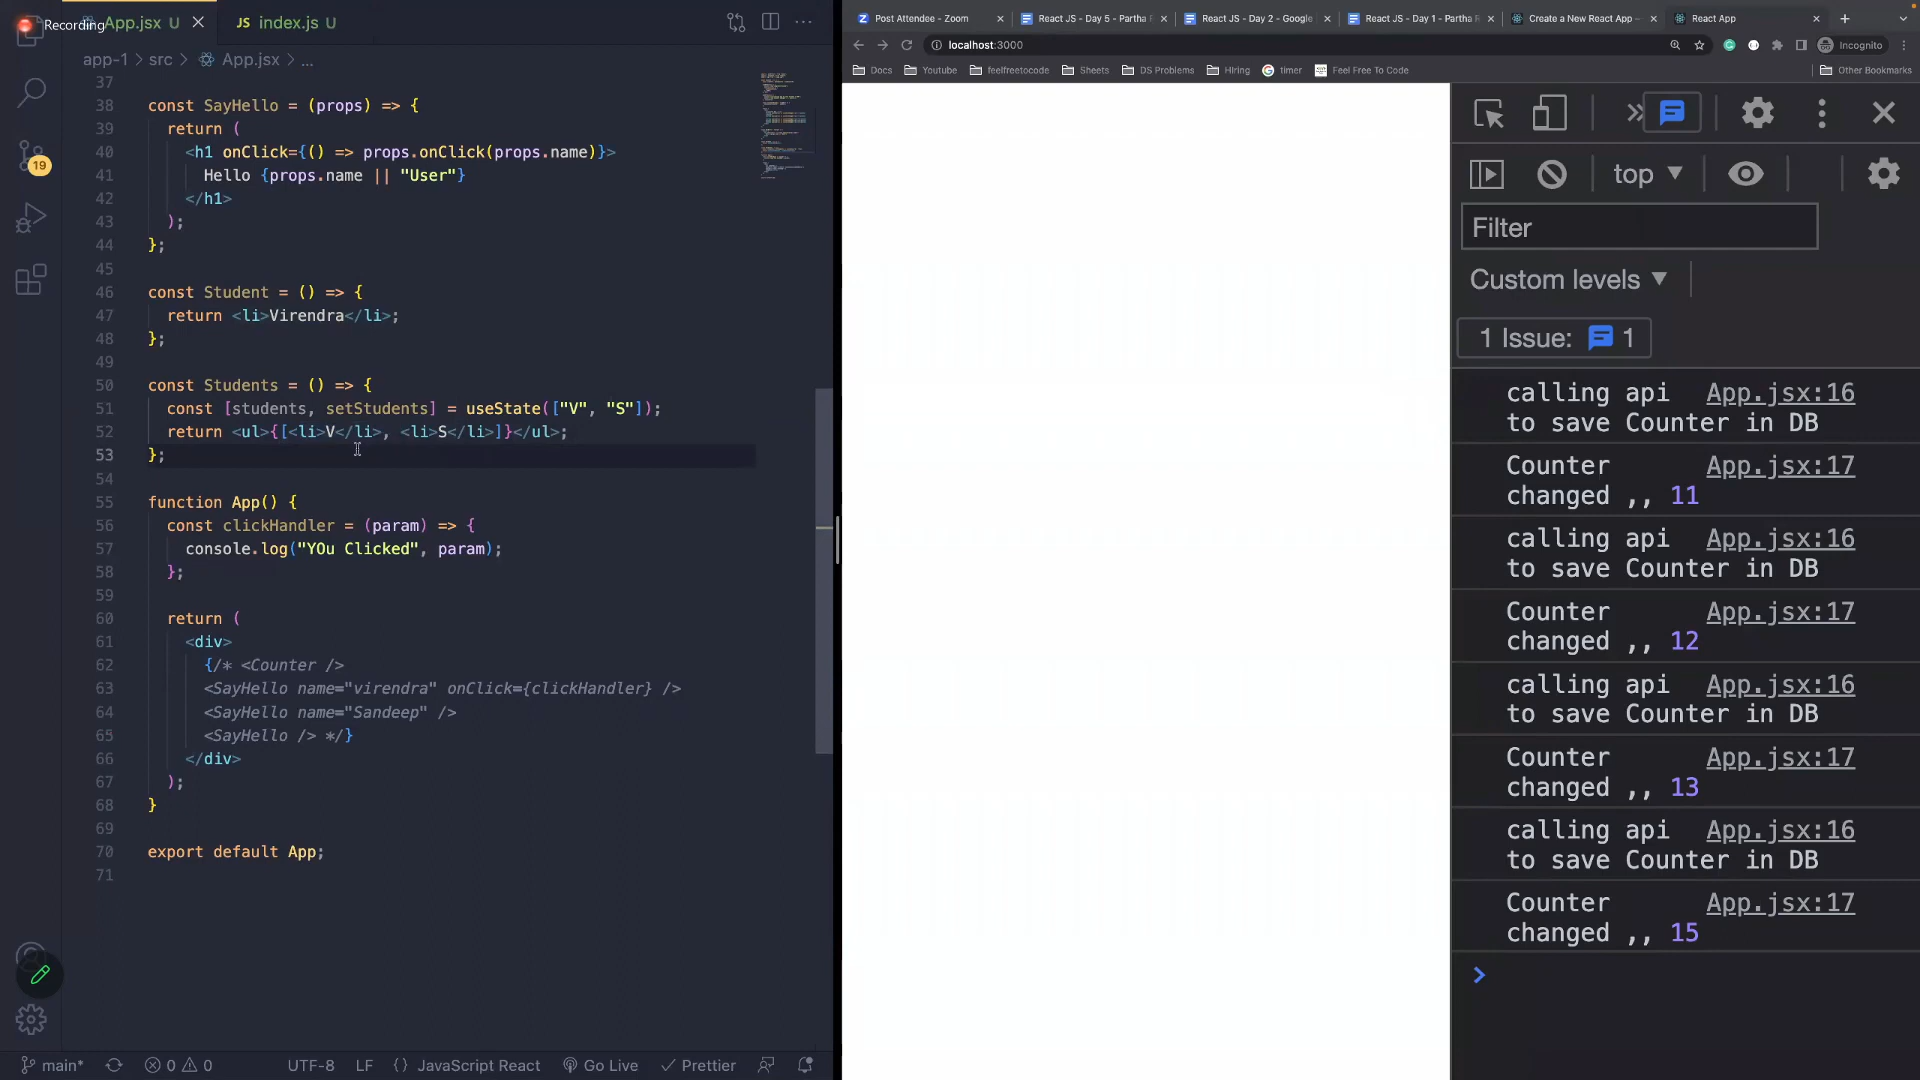 Recording
App.jsx U
JS index.js U
app-1 > src > App.jsx > ...
37
38 const SayHello = (props) => {
39 return (
40 <h1 onClick={() => props.onClick(props.name)}>
41 Hello {props.name || "User"}
42 </h1>
43 );
44 };
45
46 const Student = () => {
47 return <li>Virendra</li>;
48 };
49
50 const Students = () => {
51 const [students, setStudents] = useState(["V", "S"]);
52 return <ul>{[<li>V</li>, <li>S</li>]}</ul>;
53 };
54
55 function App() {
56 const clickHandler = (param) => {
57 console.log("YOu Clicked", param);
58 };
59
60 return (
61 <div>
62 {/* <Counter />
63 <SayHello name="virendra" onClick={clickHandler} />
64 <SayHello name="Sandeep" />
65 <SayHello /> */}
66 </div>
67 );
68 }
69
70 export default App;
71
19
main* 0 0 UTF-8 LF {} JavaScript React Go Live Prettier
Post Attendee - Zoom
React JS - Day 5 - Partha R
React JS - Day 2 - Google
React JS - Day 1 - Partha R
Create a New React App
React App
localhost:3000
Incognito
Docs Youtube feelfreetocode Sheets DS Problems Hiring timer Feel Free To Code Other Bookmarks
top
Filter
Custom levels
1 Issue: 1
calling api App.jsx:16
to save Counter in DB
Counter App.jsx:17
changed ,, 11
calling api App.jsx:16
to save Counter in DB
Counter App.jsx:17
changed ,, 12
calling api App.jsx:16
to save Counter in DB
Counter App.jsx:17
changed ,, 13
calling api App.jsx:16
to save Counter in DB
Counter App.jsx:17
changed ,, 15